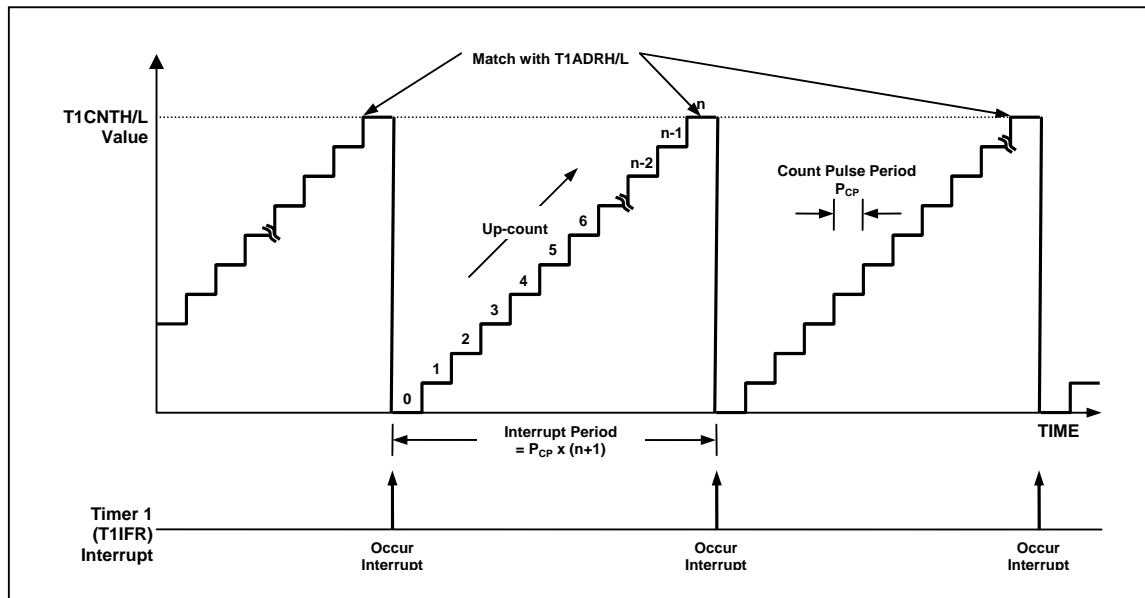 Match with T1ADRH/L
T1CNTH/L
Value
n
n-1
n-2
Count Pulse Period
PCP
6
Up-count
5
4
3
2
1
0
TIME
Interrupt Period
= PCP x (n+1)
Timer 1
(T1IFR)
Interrupt
Occur
Interrupt
Occur
Interrupt
Occur
Interrupt